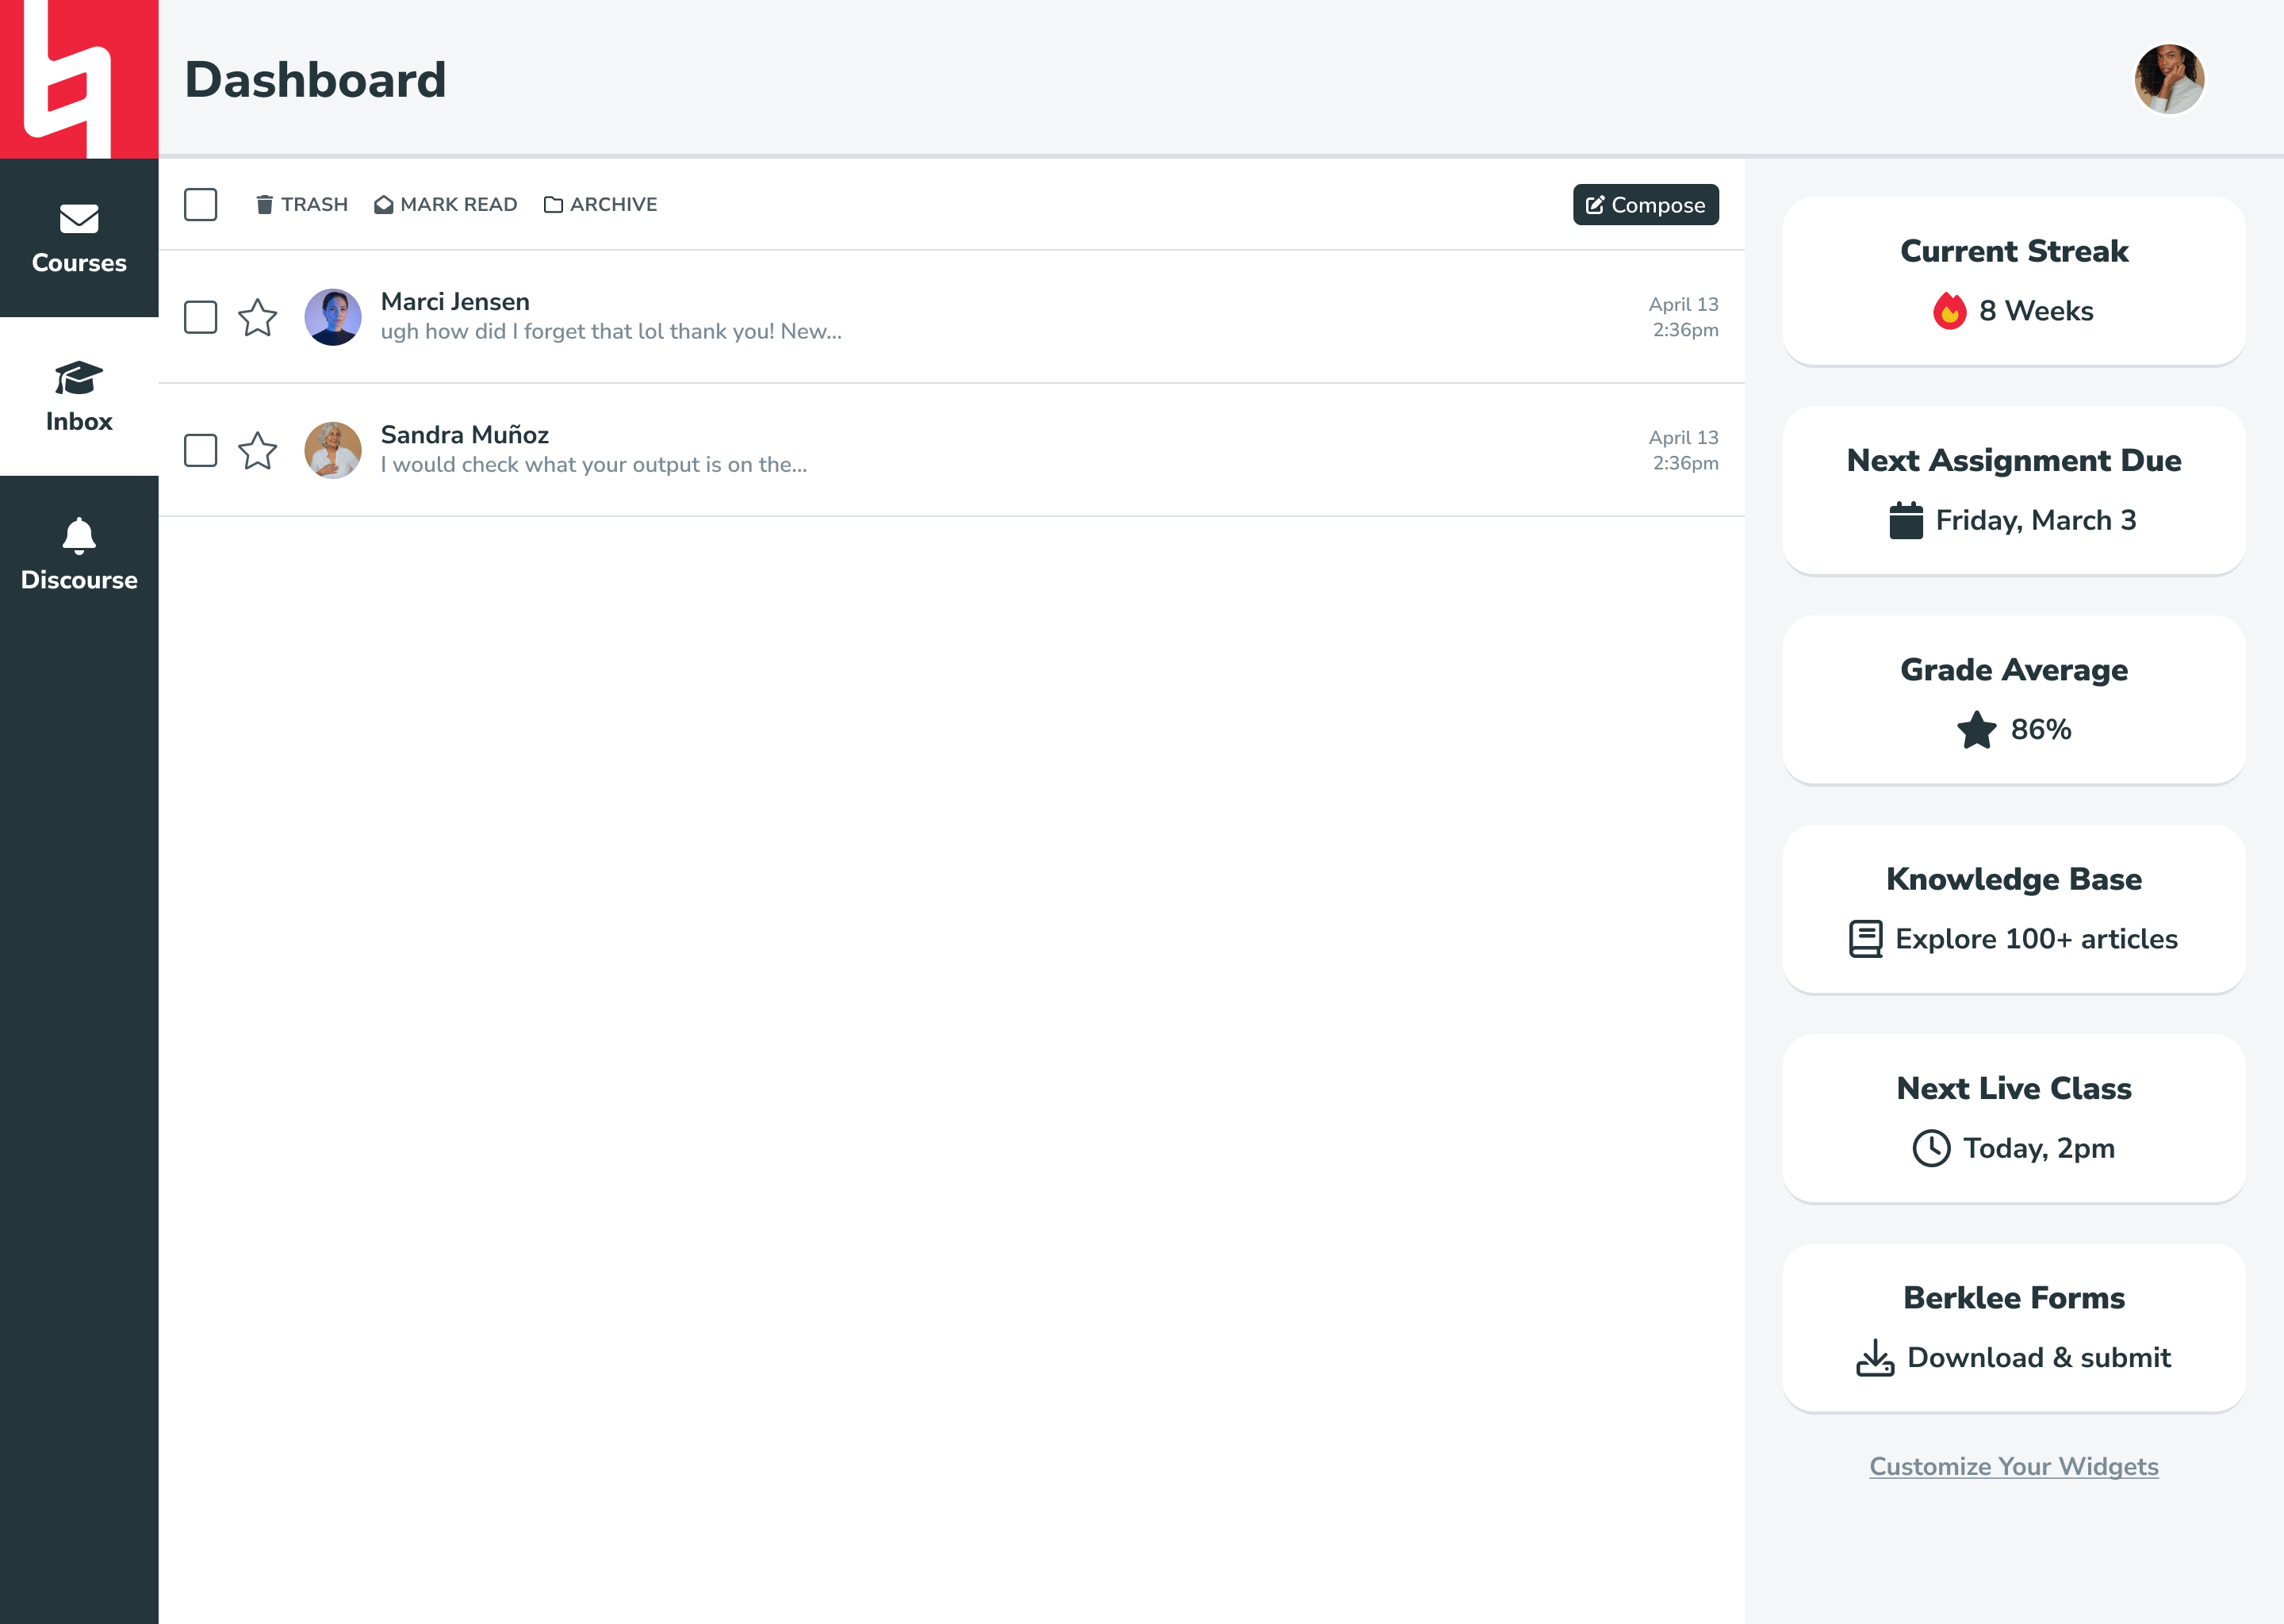 Dashboard
Courses
Inbox
Discourse
TRASH MARK READ ARCHIVE Compose
Marci Jensen
ugh how did I forget that lol thank you! New...
April 13
2:36pm
Sandra Muñoz
I would check what your output is on the...
April 13
2:36pm
Current Streak
8 Weeks
Next Assignment Due
Friday, March 3
Grade Average
86%
Knowledge Base
Explore 100+ articles
Next Live Class
Today, 2pm
Berklee Forms
Download & submit
Customize Your Widgets